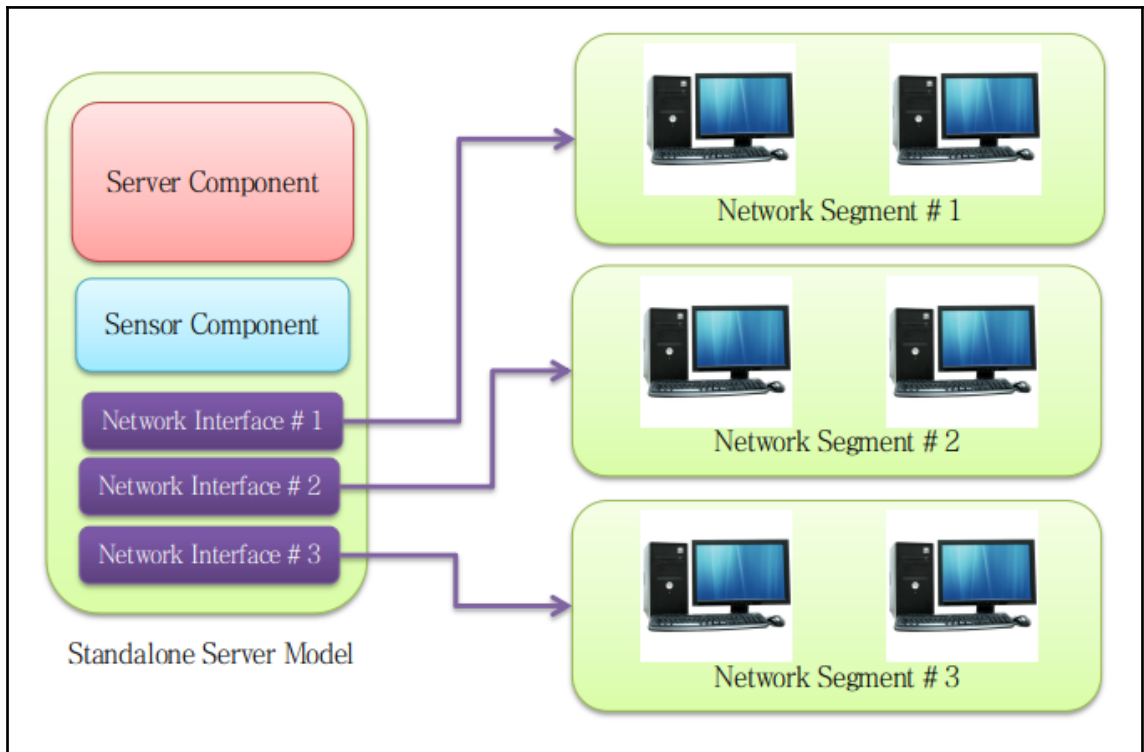 Server Component
Sensor Component
Network Interface # 1
Network Interface # 2
Network Interface # 3
Standalone Server Model
Network Segment # 1
Network Segment # 2
Network Segment # 3